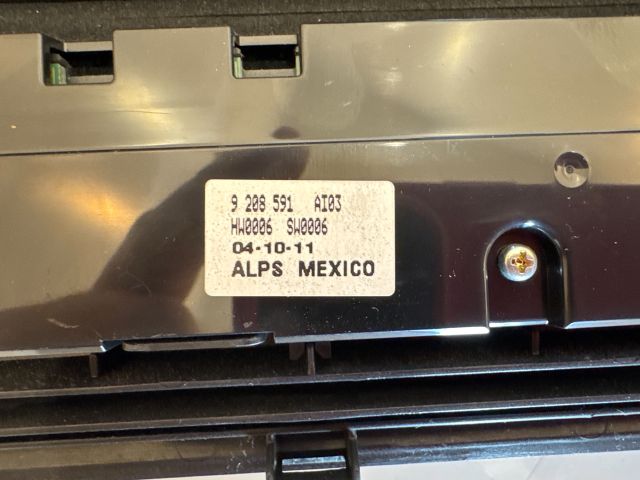 9 208 591 AI03
HW0006 SW0006
04-10-11
ALPS MEXICO